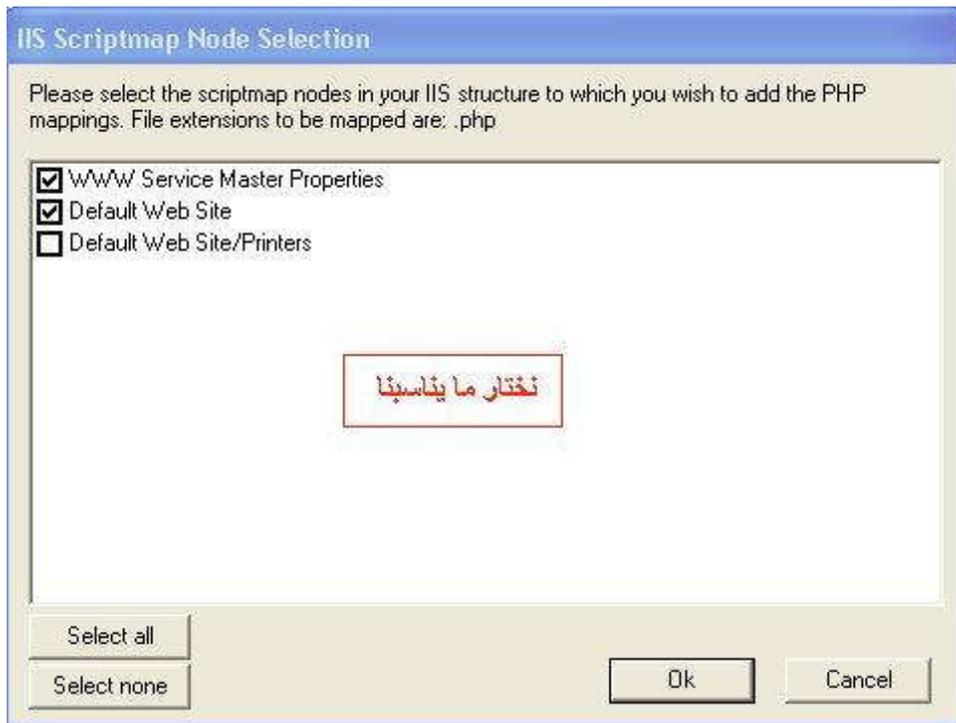 IIS Scriptmap Node Selection
Please select the scriptmap nodes in your IIS structure to which you wish to add the PHP
mappings. File extensions to be mapped are: .php
WWW Service Master Properties
Default Web Site
Default Web Site/Printers
نختار ما يناسبنا
Select all
Select none
Ok
Cancel